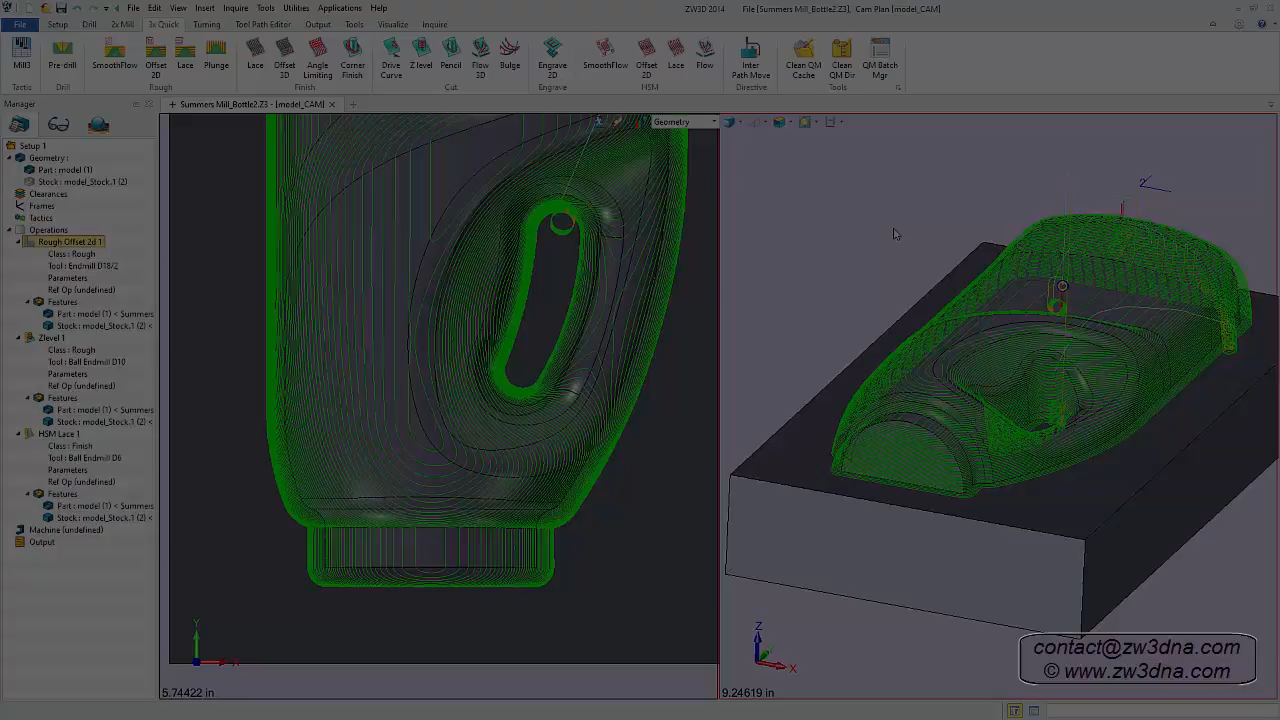 File Edit View Insert Inquire Tools Utilities Applications Help
ZW3D 2014 File [Summers Mill_Bottle2.Z3], Cam Plan [model_CAM]
File Setup Drill 2x Mill 3x Quick Turning Tool Path Editor Output Tools Visualize Inquire
Mill3 Pre-drill SmoothFlow Offset 2D Lace Plunge Lace Offset 3D Angle Limiting Corner Finish Drive Curve Z level Pencil Flow 3D Bulge Engrave 2D SmoothFlow Offset 2D Lace Flow Inter Path Move Clean QM Cache Clean QM Dir QM Batch Mgr
Tactic Drill Rough Finish Cut Engrave HSM Directive Tools
Manager
Summers Mill_Bottle2.Z3 - [model_CAM]
Geometry
Setup 1
Geometry :
Part : model (1)
Stock : model_Stock.1 (2)
Clearances
Frames
Tactics
Operations
Rough Offset 2d 1
Class : Rough
Tool : Endmill D18/2
Parameters
Ref Op (undefined)
Features
Part : model (1) < Summers
Stock : model_Stock.1 (2) <
Zlevel 1
Class : Rough
Tool : Ball Endmill D10
Parameters
Ref Op (undefined)
Features
Part : model (1) < Summers
Stock : model_Stock.1 (2) <
HSM Lace 1
Class : Finish
Tool : Ball Endmill D6
Parameters
Ref Op (undefined)
Features
Part : model (1) < Summers
Stock : model_Stock.1 (2) <
Machine (undefined)
Output
Y
5.74422 in
Z
X
9.24619 in
contact@zw3dna.com
© www.zw3dna.com